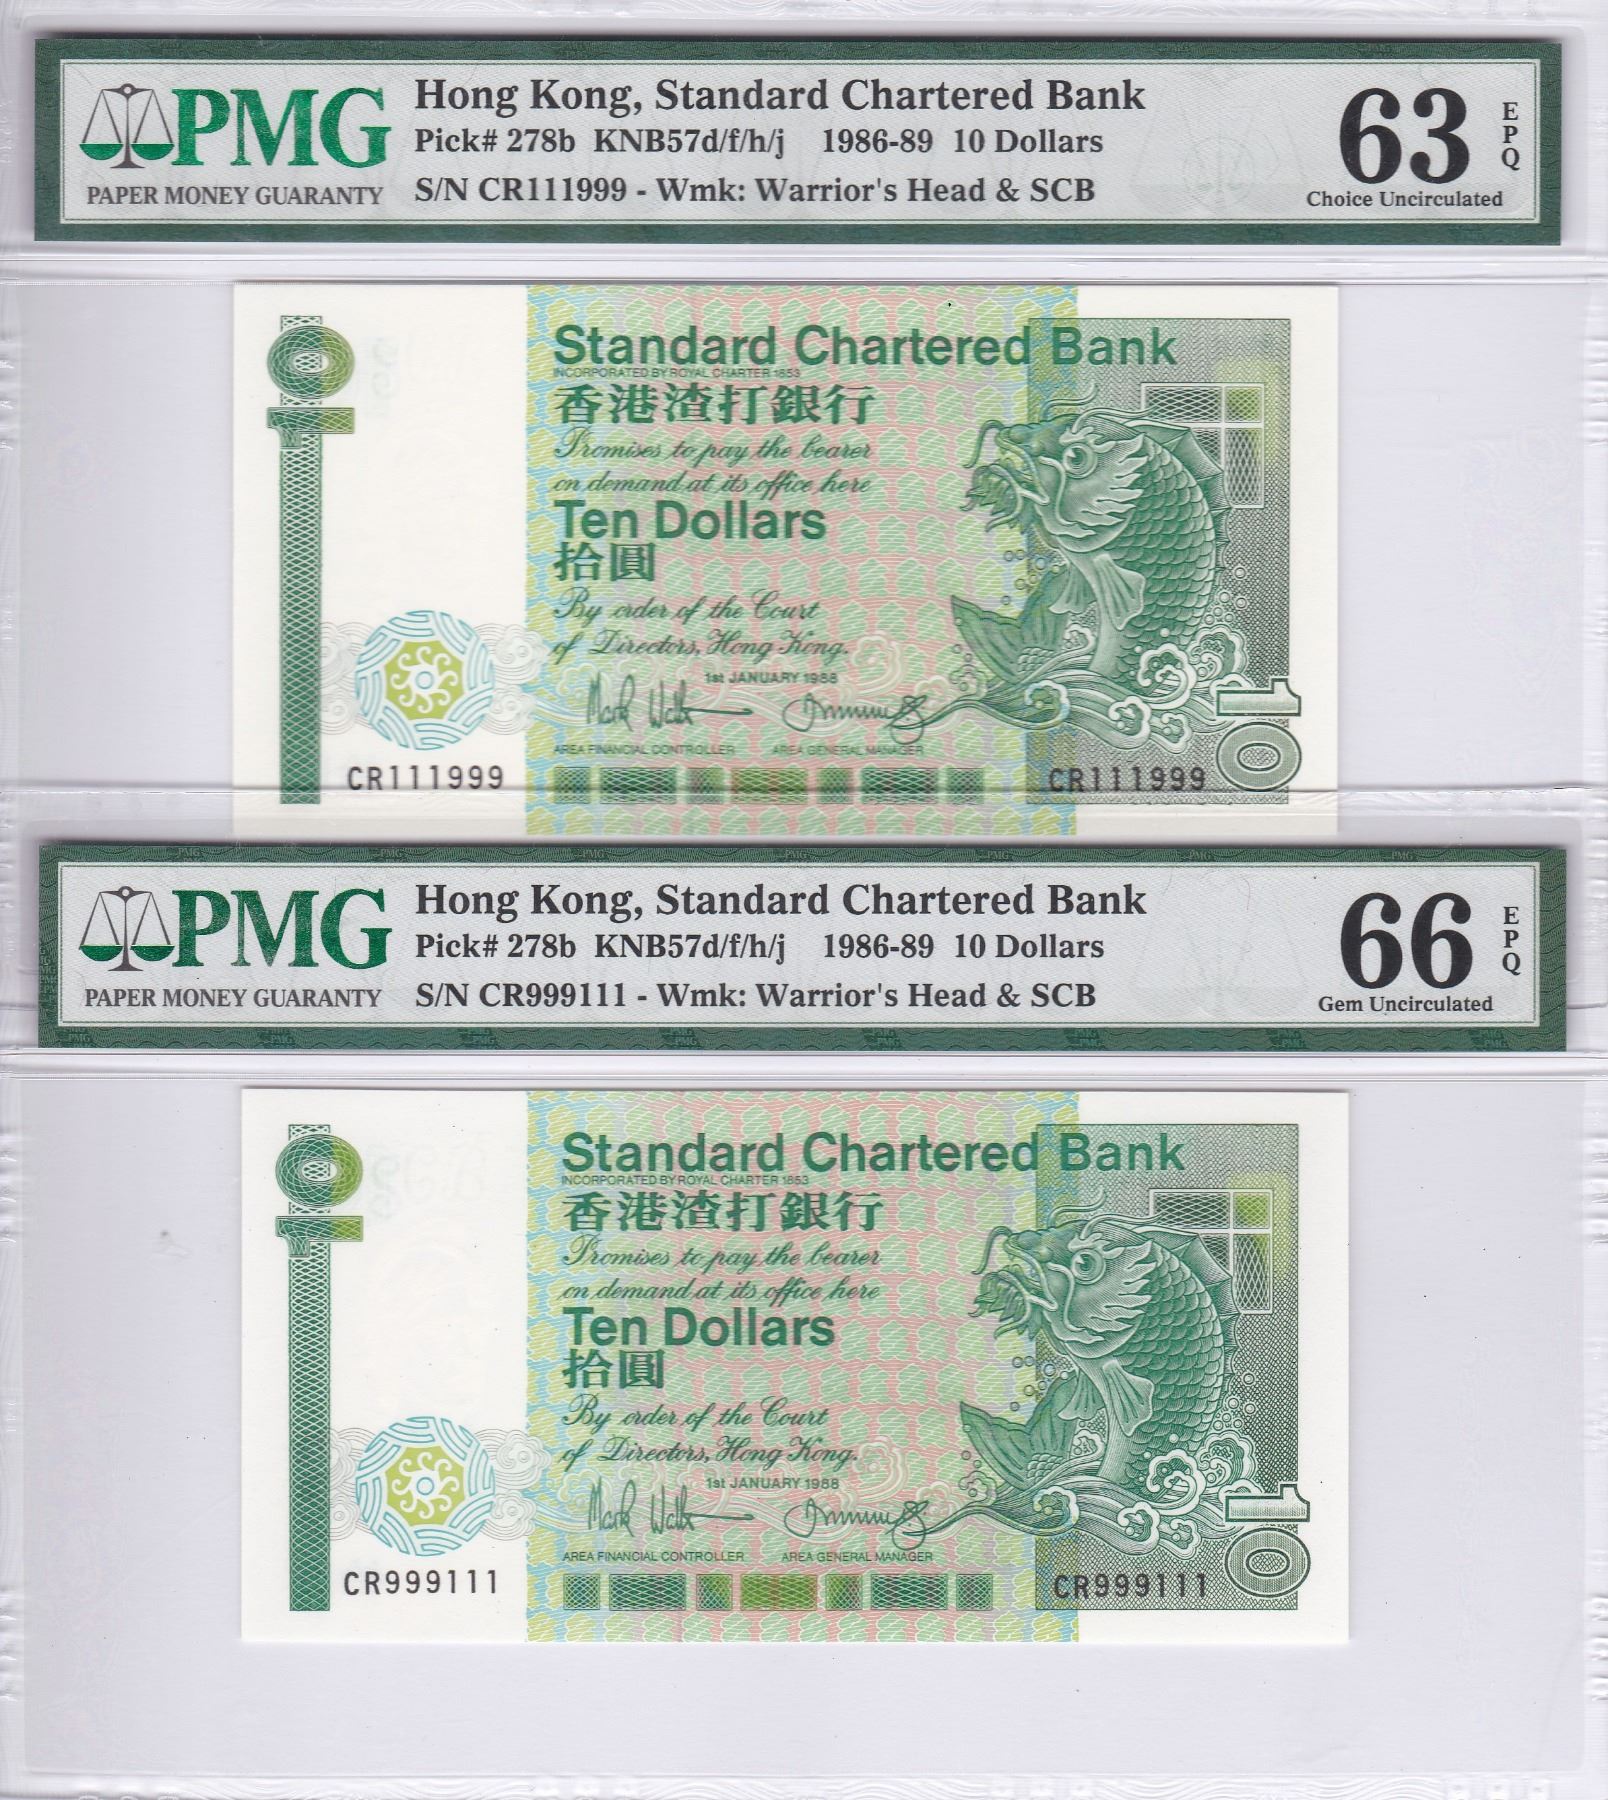 PMG
PAPER MONEY GUARANTY
Hong Kong, Standard Chartered Bank
Pick# 278b KNB57d/f/h/j 1986-89 10 Dollars
S/N CR111999 - Wmk: Warrior's Head & SCB
63
EPQ
Choice Uncirculated
10
Standard Chartered Bank
INCORPORATED BY ROYAL CHARTER 1853
香港渣打銀行
Promises to pay the bearer
on demand at its office here
Ten Dollars
拾圓
By order of the Court
of Directors, Hong Kong.
1st JANUARY 1988
AREA FINANCIAL CONTROLLER AREA GENERAL MANAGER
CR111999 CR111999
10
PMG
PAPER MONEY GUARANTY
Hong Kong, Standard Chartered Bank
Pick# 278b KNB57d/f/h/j 1986-89 10 Dollars
S/N CR999111 - Wmk: Warrior's Head & SCB
66
EPQ
Gem Uncirculated
10
Standard Chartered Bank
INCORPORATED BY ROYAL CHARTER 1853
香港渣打銀行
Promises to pay the bearer
on demand at its office here
Ten Dollars
拾圓
By order of the Court
of Directors, Hong Kong.
1st JANUARY 1988
AREA FINANCIAL CONTROLLER AREA GENERAL MANAGER
CR999111 CR999111
10